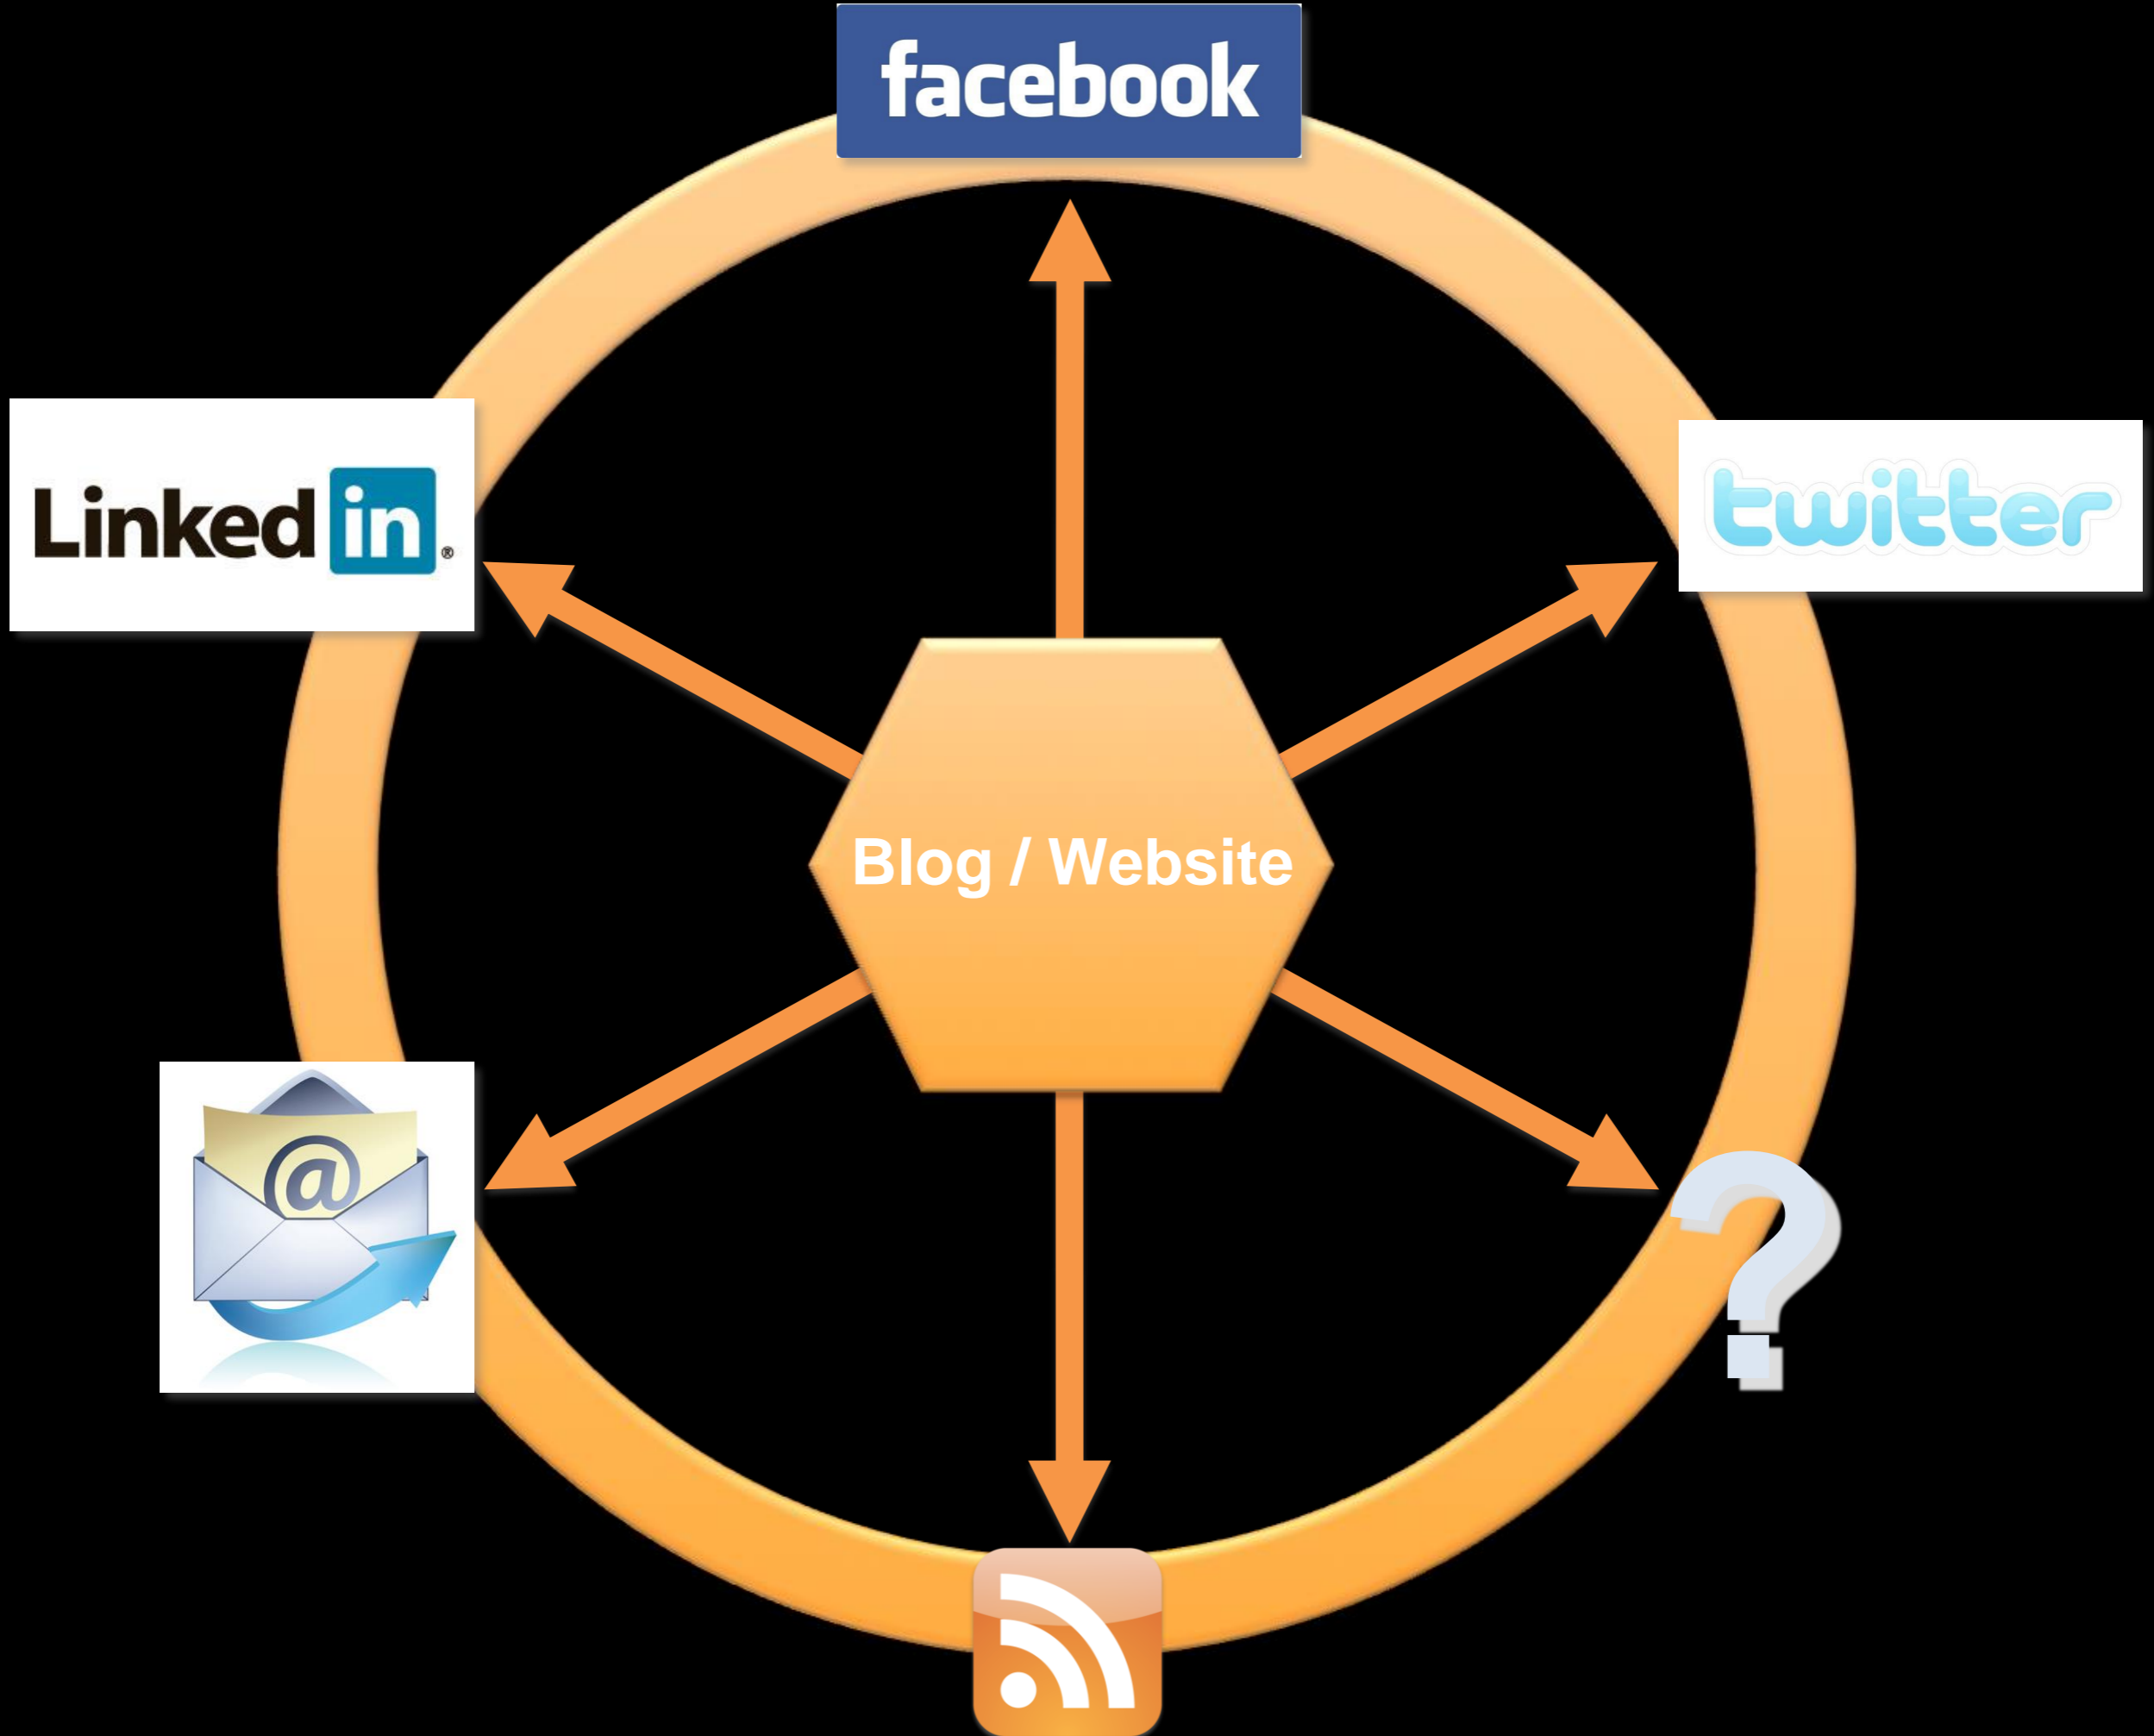 facebook
Linked in ®
twitter
Blog / Website
@
?